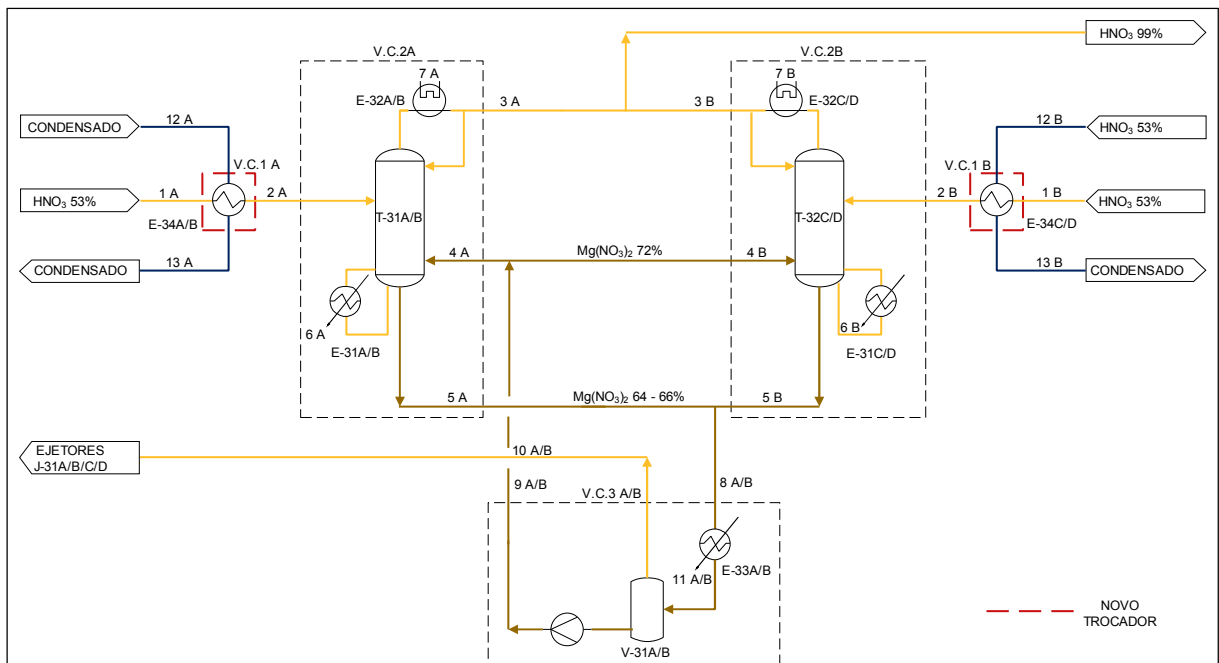 HNO₃ 99%
V.C.2A
V.C.2B
7 A
7 B
E-32A/B
3 A
3 B
E-32C/D
CONDENSADO
12 A
12 B
HNO₃ 53%
V.C.1 A
V.C.1 B
HNO₃ 53%
1 A
2 A
2 B
1 B
HNO₃ 53%
E-34A/B
T-31A/B
T-32C/D
E-34C/D
CONDENSADO
13 A
4 A
Mg(NO₃)₂ 72%
4 B
13 B
CONDENSADO
6 A
6 B
E-31A/B
E-31C/D
5 A
Mg(NO₃)₂ 64 - 66%
5 B
EJETORES
J-31A/B/C/D
10 A/B
9 A/B
8 A/B
V.C.3 A/B
E-33A/B
11 A/B
V-31A/B
NOVO
TROCADOR